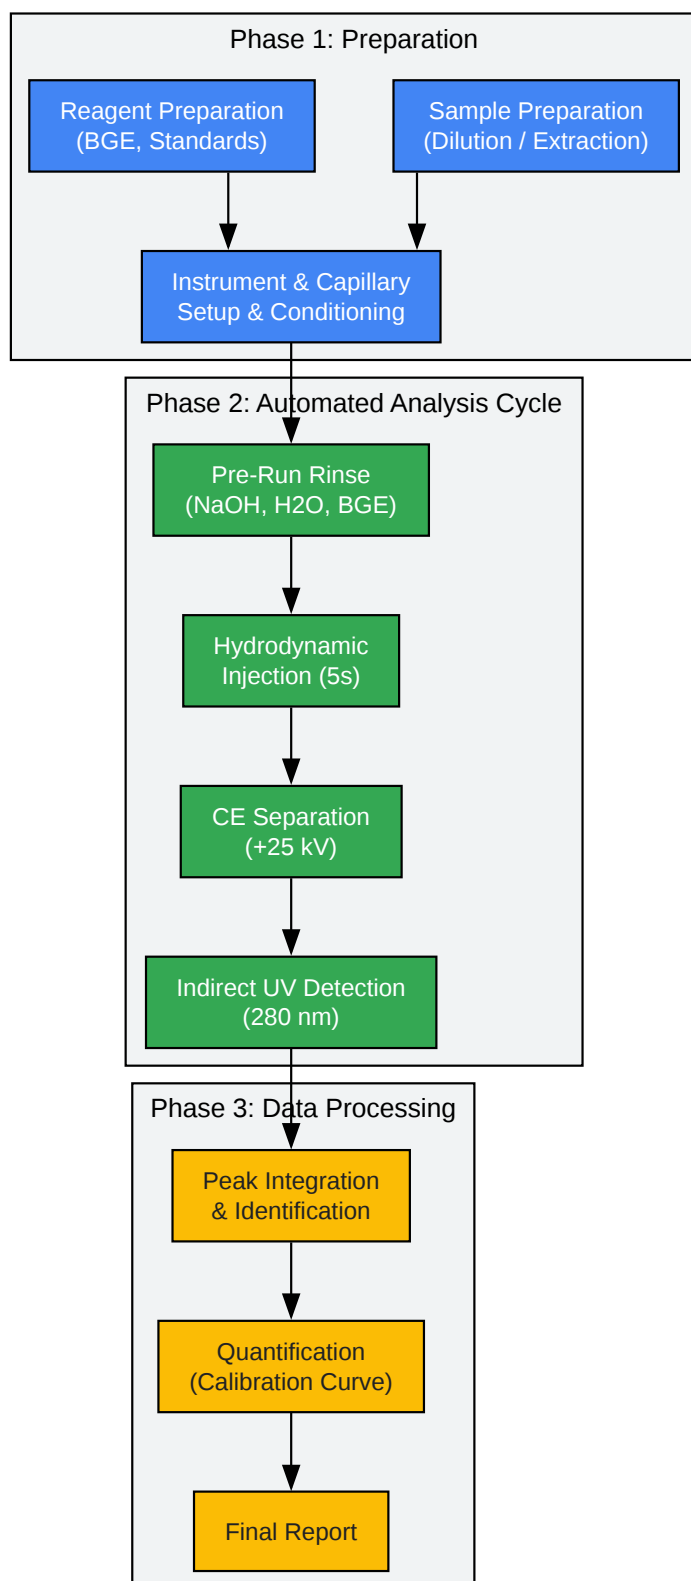 Phase 1: Preparation
Reagent Preparation
(BGE, Standards)
Sample Preparation
(Dilution / Extraction)
Instrument & Capillary
Setup & Conditioning
Phase 2: Automated Analysis Cycle
Pre-Run Rinse
(NaOH, H2O, BGE)
Hydrodynamic
Injection (5s)
CE Separation
(+25 kV)
Indirect UV Detection
(280 nm)
Phase 3: Data Processing
Peak Integration
& Identification
Quantification
(Calibration Curve)
Final Report